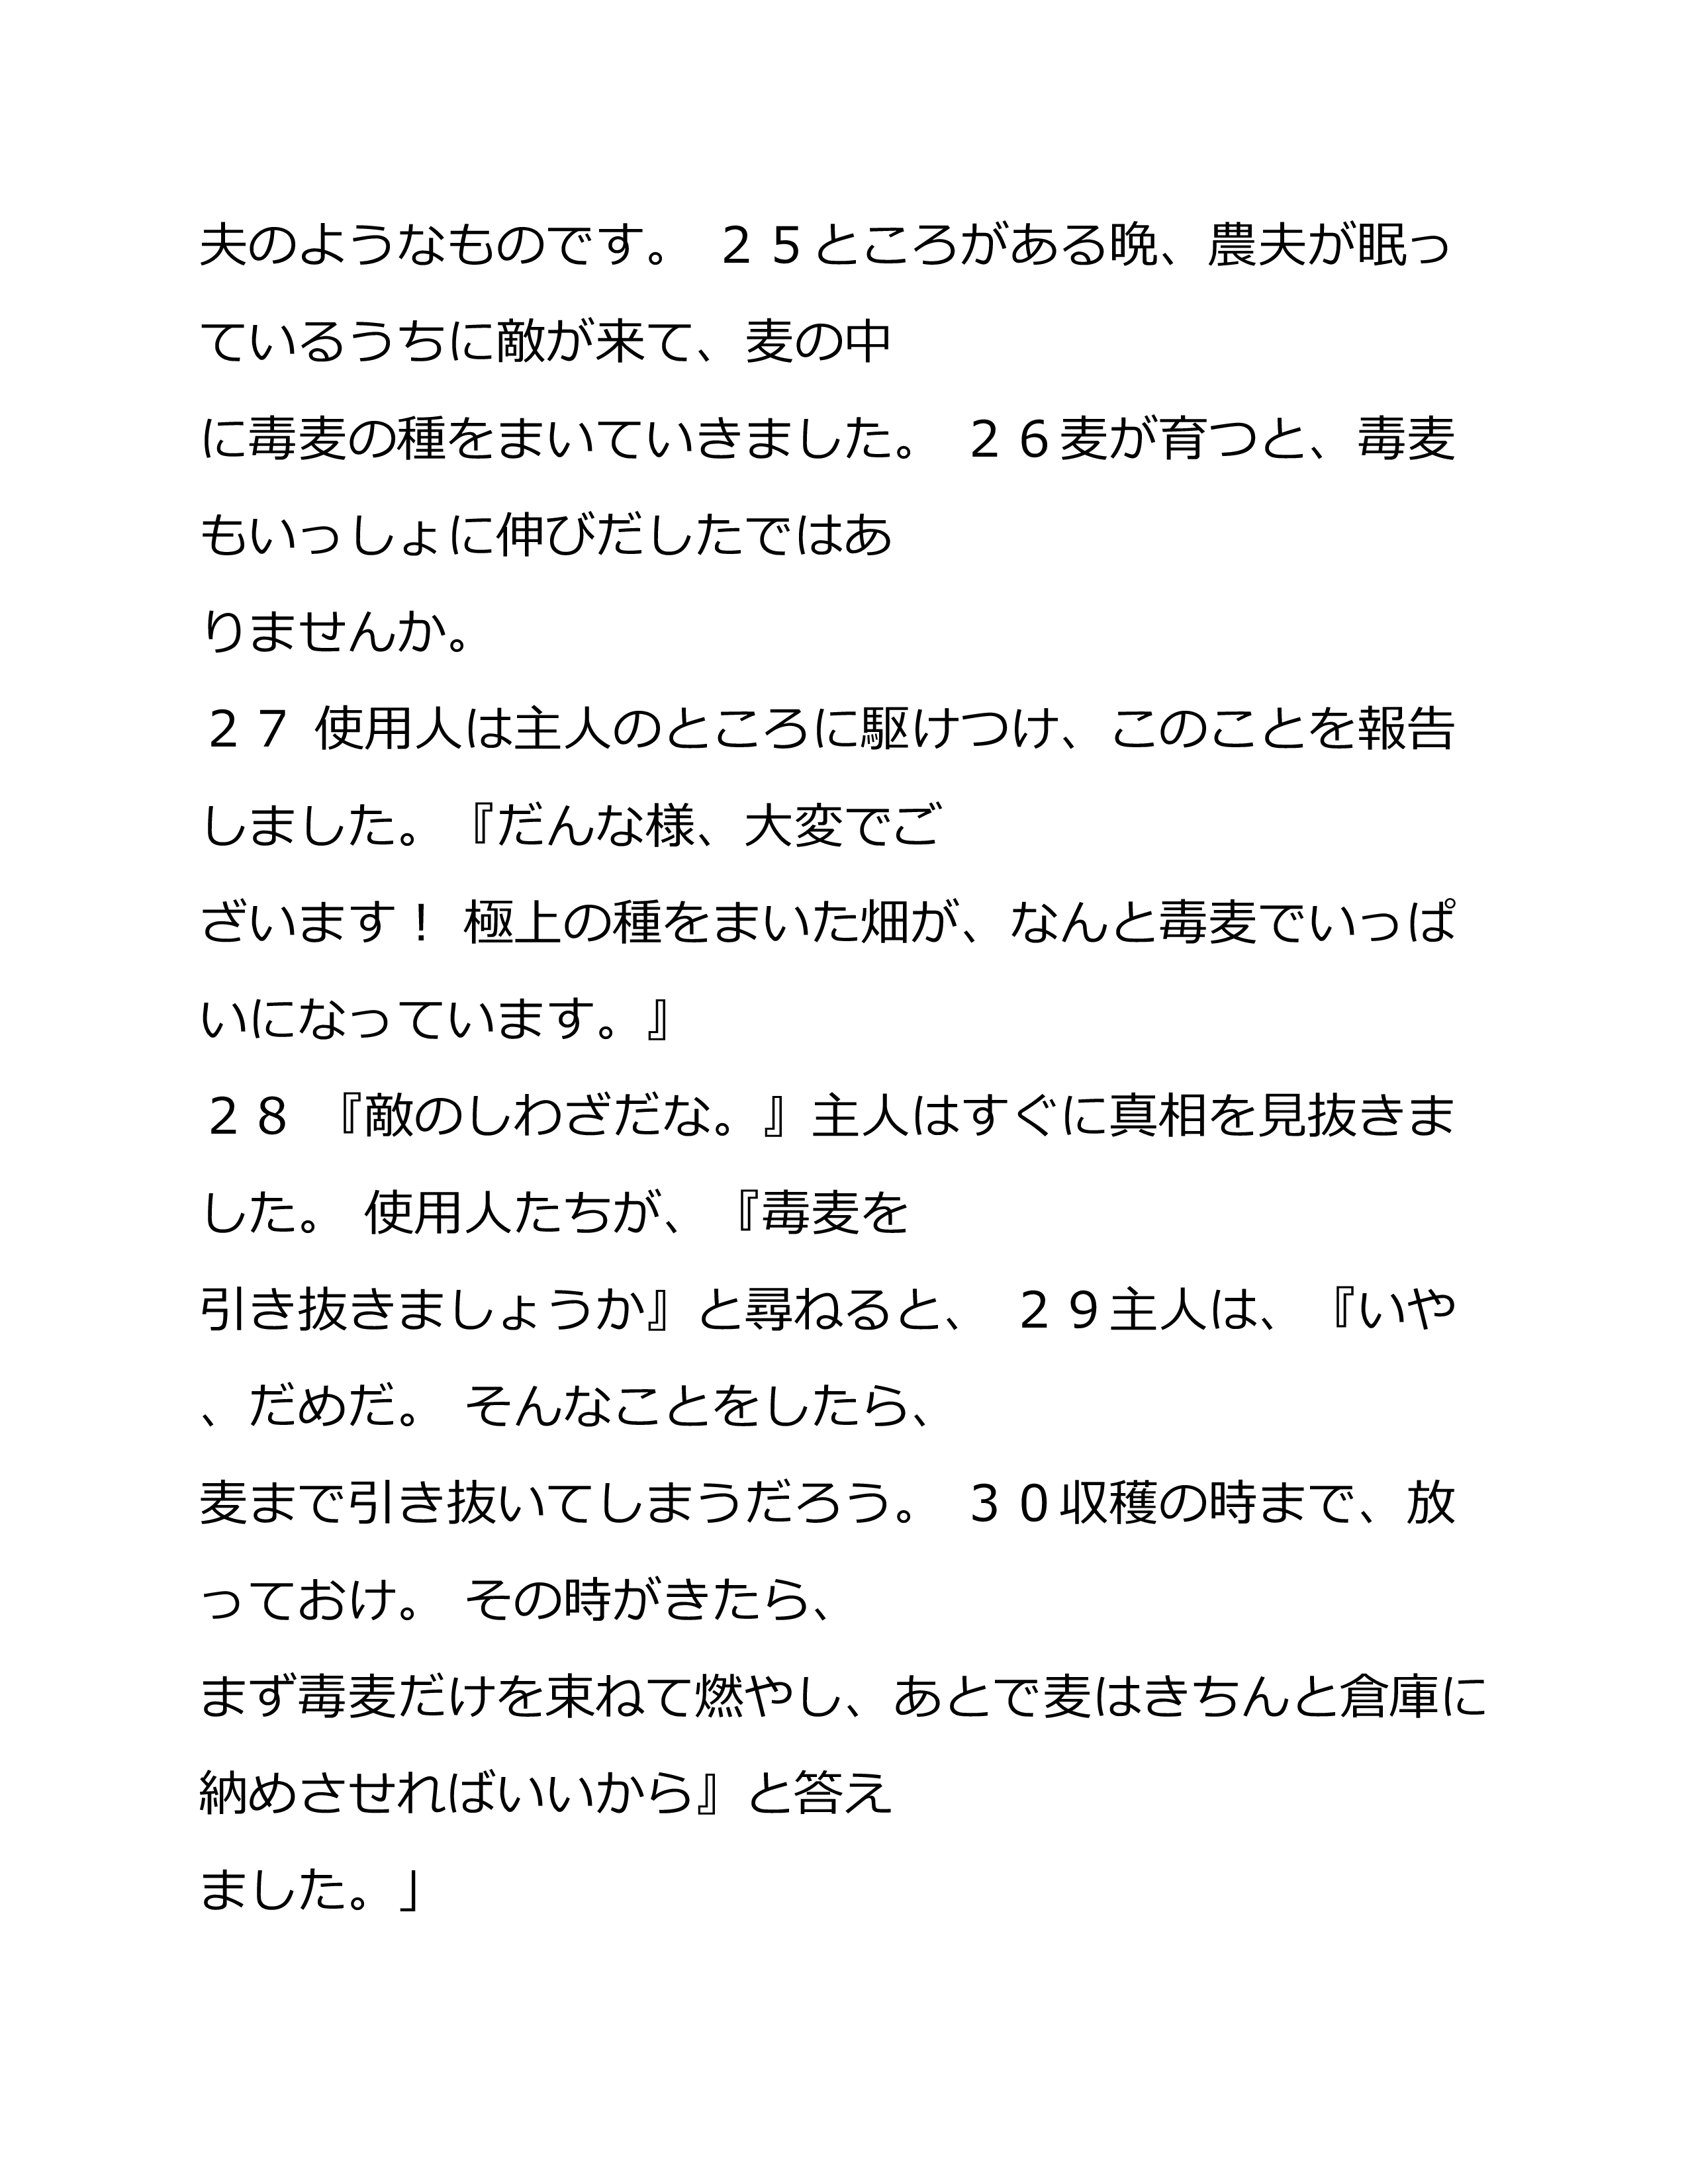 夫のようなものです。 ２５ところがある晩、農夫が眠っ
ているうちに敵が来て、麦の中
に毒麦の種をまいていきました。 ２６麦が育つと、毒麦
もいっしょに伸びだしたではあ
りませんか。
２７ 使用人は主人のところに駆けつけ、このことを報告
しました。『だんな様、大変でご
ざいます！ 極上の種をまいた畑が、なんと毒麦でいっぱ
いになっています。』
２８ 『敵のしわざだな。』主人はすぐに真相を見抜きま
した。 使用人たちが、『毒麦を
引き抜きましょうか』と尋ねると、 ２９主人は、『いや
、だめだ。 そんなことをしたら、
麦まで引き抜いてしまうだろう。 ３０収穫の時まで、放
っておけ。 その時がきたら、
まず毒麦だけを束ねて燃やし、あとで麦はきちんと倉庫に
納めさせればいいから』と答え
ました。」